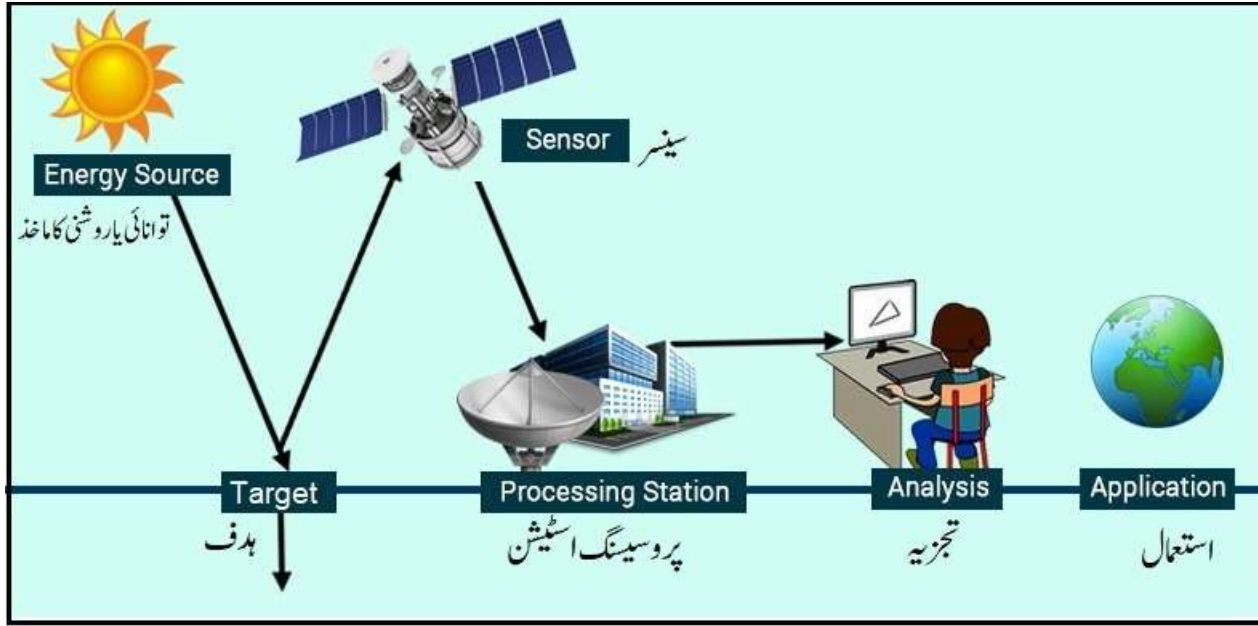 Sensor
سینسر
Energy Source
توانائی یا روشنی کا ماخذ
Target
ہدف
Processing Station
پروسیسنگ اسٹیشن
Analysis
تجزیہ
Application
استعمال